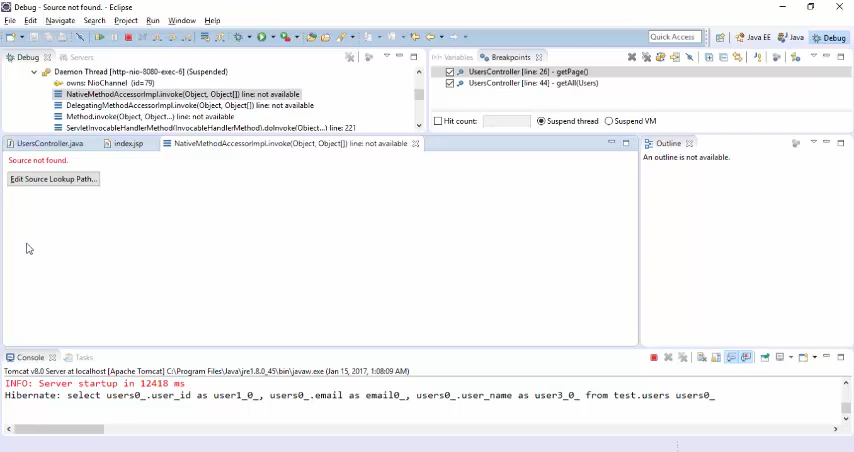 Debug - Source not found. - Eclipse
File Edit Navigate Search Project Run Window Help
Quick Access Java EE Java Debug
Debug Servers
Daemon Thread [http-nio-8080-exec-6] (Suspended)
owns: NioChannel (id=79)
NativeMethodAccessorImpl.invoke(Object, Object[]) line: not available
DelegatingMethodAccessorImpl.invoke(Object, Object[]) line: not available
Method.invoke(Object, Object...) line: not available
ServletInvocableHandlerMethod(InvocableHandlerMethod).doInvoke(Object...) line: 221
Variables Breakpoints
UsersController [line: 26] - getPage()
UsersController [line: 44] - getAll(Users)
Hit count: Suspend thread Suspend VM
UsersController.java index.jsp NativeMethodAccessorImpl.invoke(Object, Object[]) line: not available
Source not found.
Edit Source Lookup Path...
Outline
An outline is not available.
Console Tasks
Tomcat v8.0 Server at localhost [Apache Tomcat] C:\Program Files\Java\jre1.8.0_45\bin\javaw.exe (Jan 15, 2017, 1:08:09 AM)
INFO: Server startup in 12418 ms
Hibernate: select users0_.user_id as user1_0_, users0_.email as email0_, users0_.user_name as user3_0_ from test.users users0_